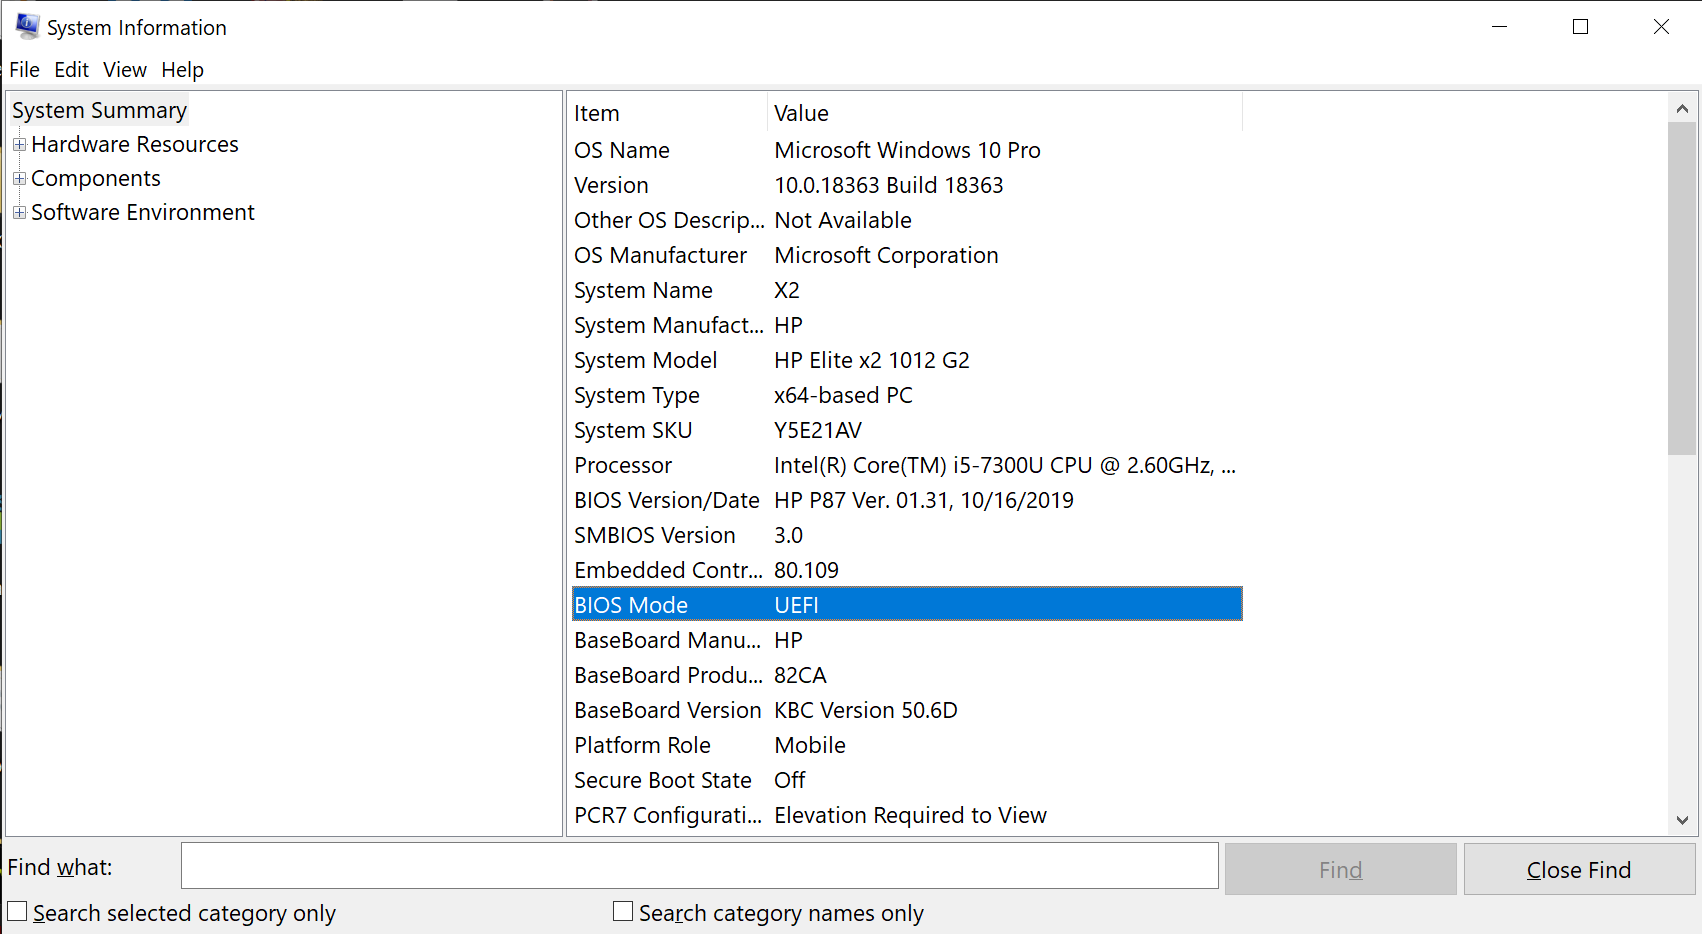 System Information
File Edit View Help
System Summary
Hardware Resources
Components
Software Environment
Item Value
OS Name Microsoft Windows 10 Pro
Version 10.0.18363 Build 18363
Other OS Descrip... Not Available
OS Manufacturer Microsoft Corporation
System Name X2
System Manufact... HP
System Model HP Elite x2 1012 G2
System Type x64-based PC
System SKU Y5E21AV
Processor Intel(R) Core(TM) i5-7300U CPU @ 2.60GHz, ...
BIOS Version/Date HP P87 Ver. 01.31, 10/16/2019
SMBIOS Version 3.0
Embedded Contr... 80.109
BIOS Mode UEFI
BaseBoard Manu... HP
BaseBoard Produ... 82CA
BaseBoard Version KBC Version 50.6D
Platform Role Mobile
Secure Boot State Off
PCR7 Configurati... Elevation Required to View
Find what: Find Close Find
Search selected category only Search category names only